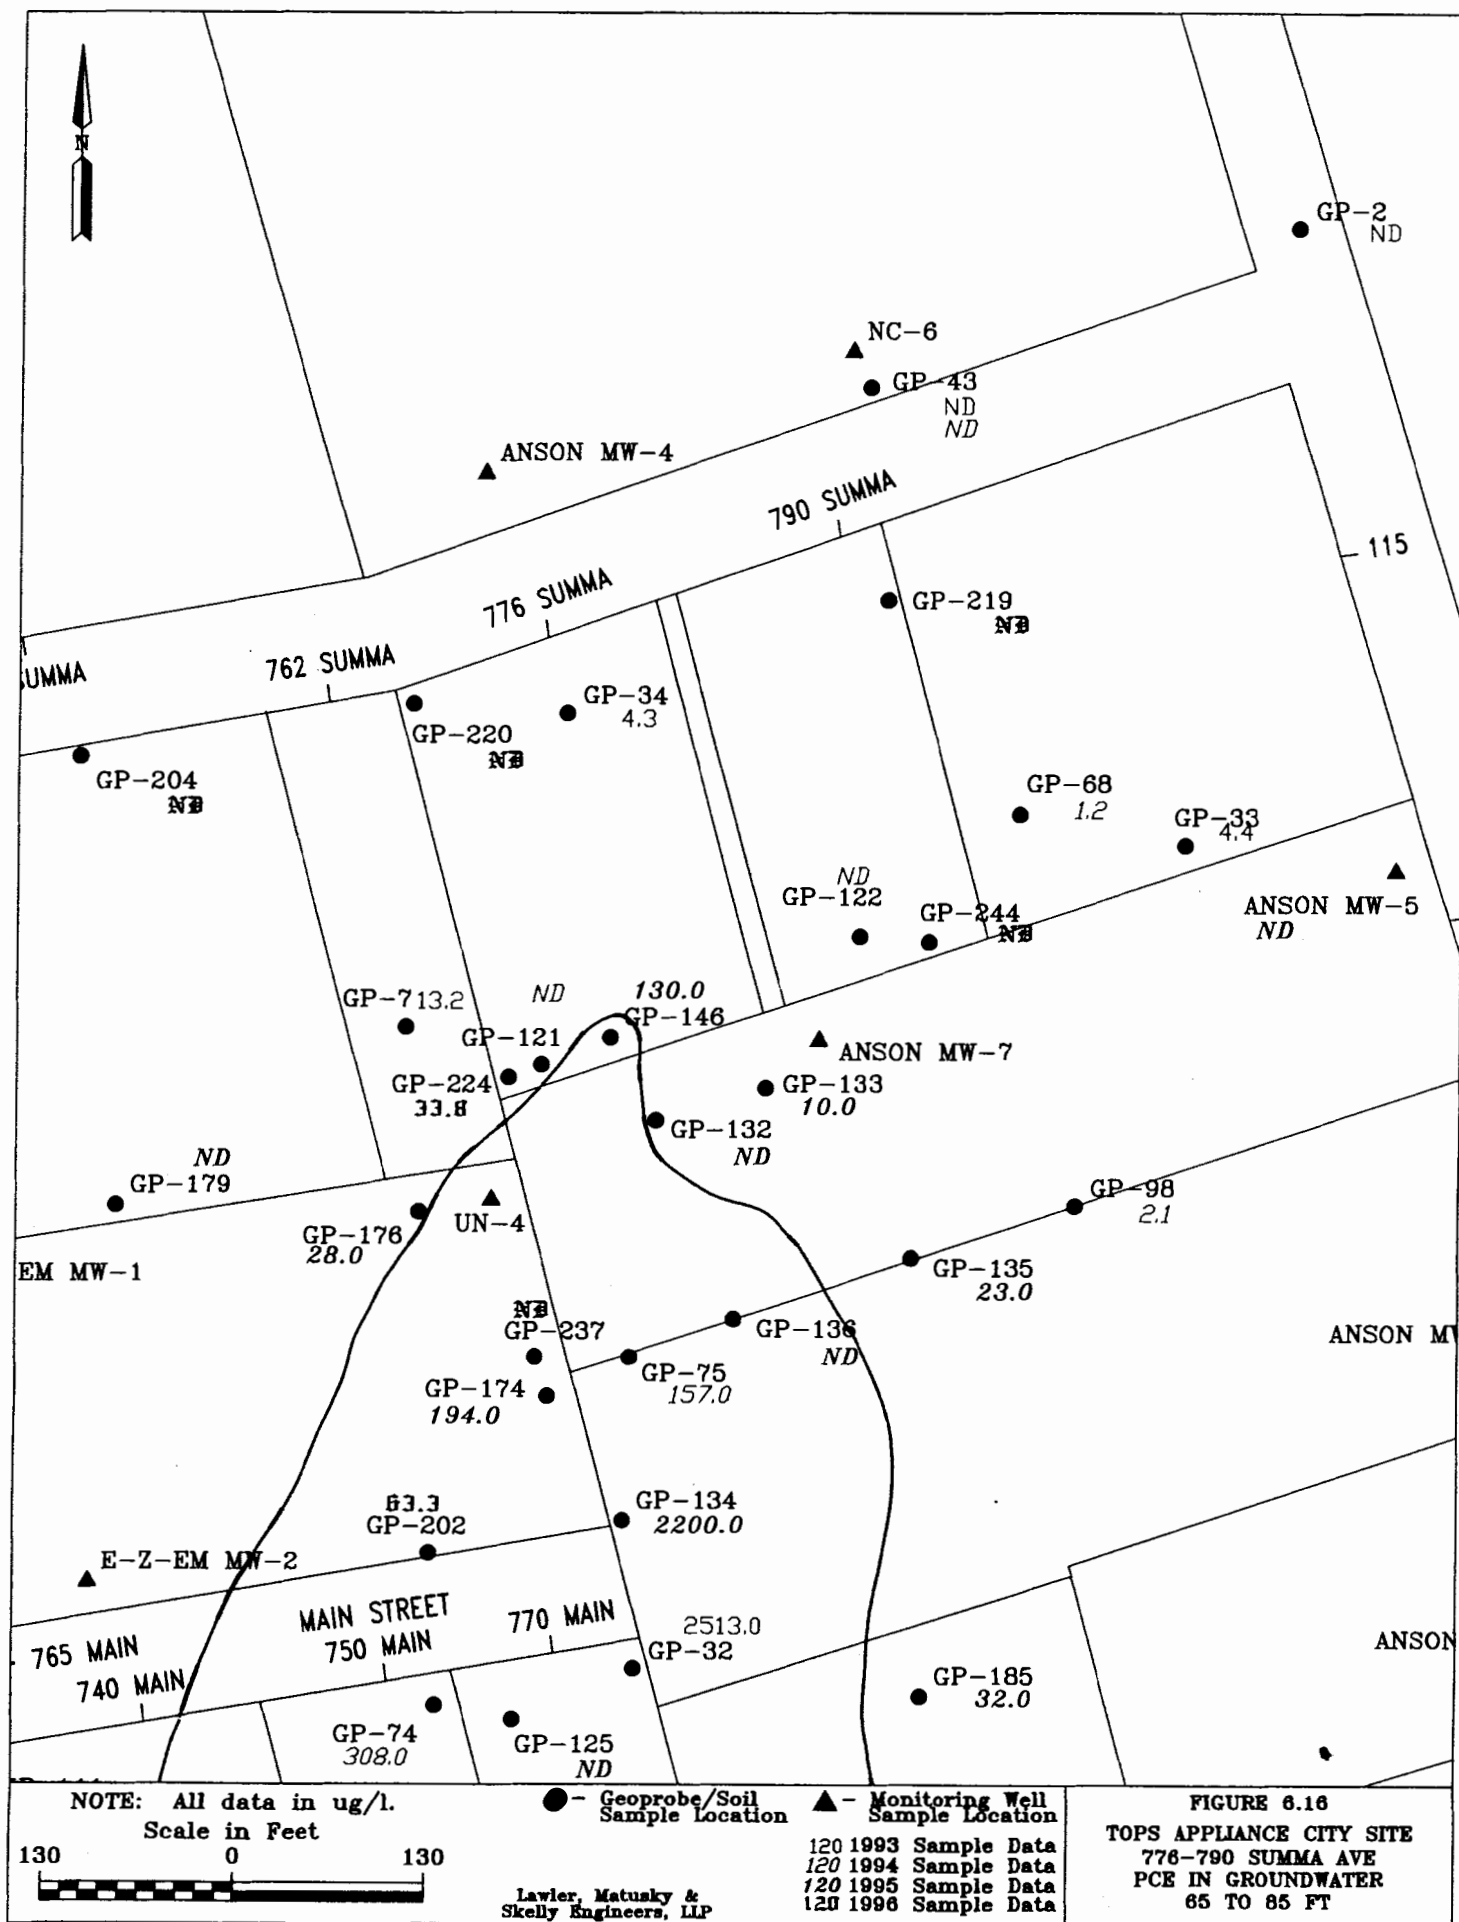 N
GP-2
ND
NC-6
GP-43
ND
ND
ANSON MW-4
790 SUMMA
115
776 SUMMA
GP-219
ND
762 SUMMA
SUMMA
GP-34
4.3
GP-220
ND
GP-204
ND
GP-68
1.2
GP-33
4.4
ND
GP-122
GP-244
ND
ANSON MW-5
ND
GP-7 13.2
ND
130.0
GP-146
GP-121
ANSON MW-7
GP-224
33.8
GP-133
10.0
GP-132
ND
ND
GP-179
GP-98
2.1
UN-4
GP-176
28.0
EM MW-1
GP-135
23.0
ND
GP-237
GP-136
ND
ANSON MW
GP-75
157.0
GP-174
194.0
GP-134
2200.0
63.3
GP-202
E-Z-EM MW-2
MAIN STREET
770 MAIN
2513.0
765 MAIN
750 MAIN
GP-32
ANSON
740 MAIN
GP-185
32.0
GP-74
308.0
GP-125
ND
NOTE: All data in ug/l.
Scale in Feet
130 0 130
- Geoprobe/Soil
Sample Location
- Monitoring Well
Sample Location
120 1993 Sample Data
120 1994 Sample Data
120 1995 Sample Data
120 1996 Sample Data
Lawler, Matusky &
Skelly Engineers, LLP
FIGURE 6.16
TOPS APPLIANCE CITY SITE
776-790 SUMMA AVE
PCE IN GROUNDWATER
65 TO 85 FT